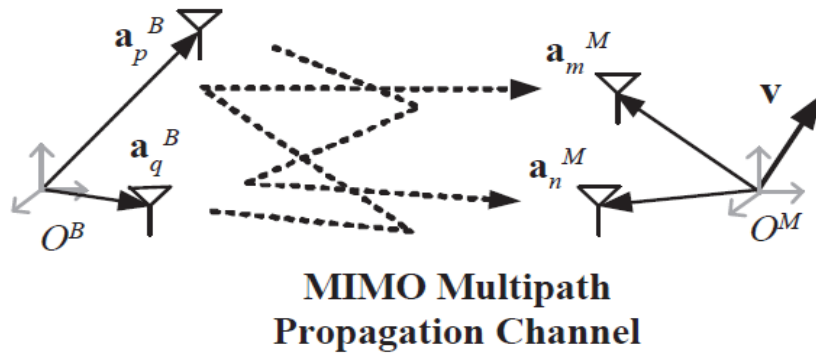 a_p^B
a_m^M
v
a_q^B
a_n^M
O^B
O^M
MIMO Multipath
Propagation Channel